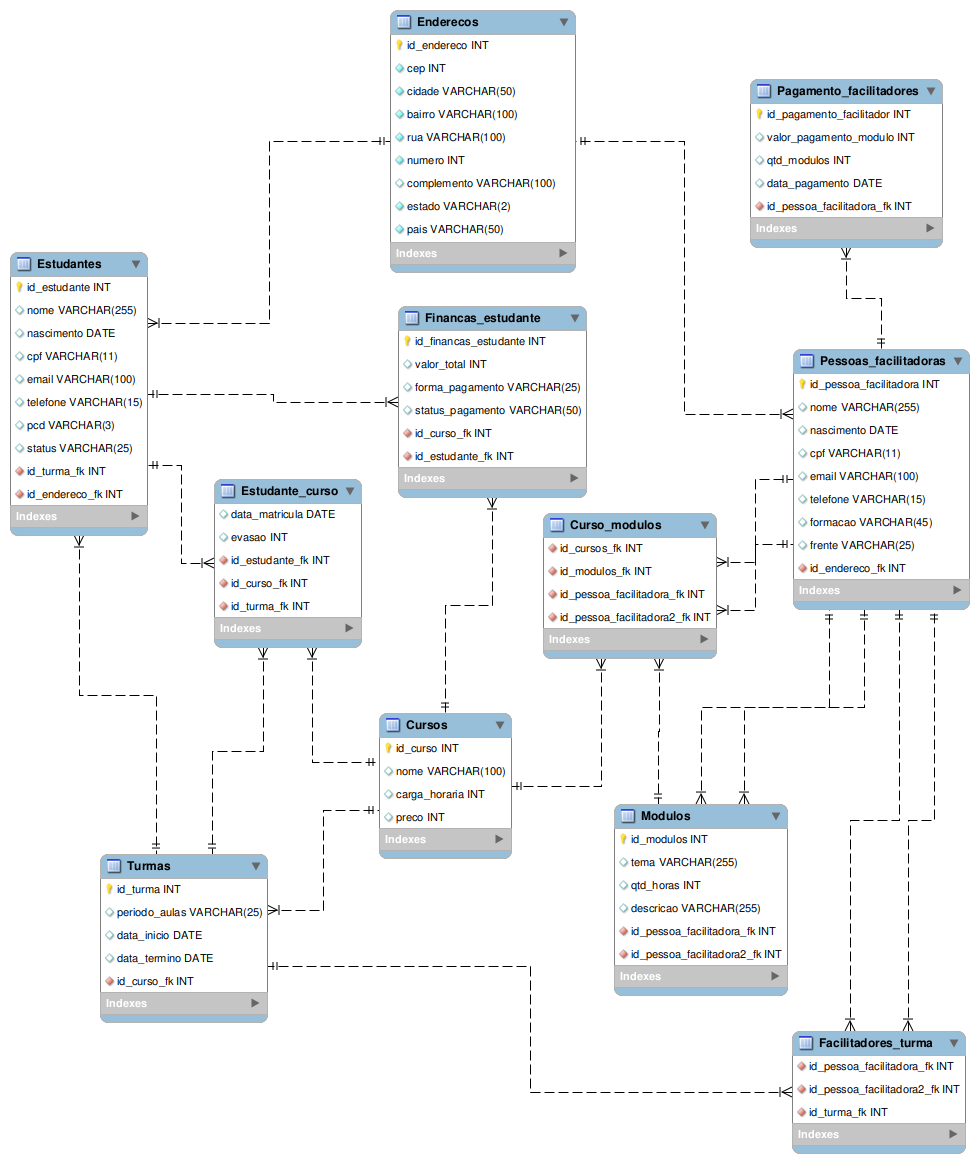 Enderecos
id_endereco INT
cep INT
cidade VARCHAR(50)
bairro VARCHAR(100)
rua VARCHAR(100)
numero INT
complemento VARCHAR(100)
estado VARCHAR(2)
pais VARCHAR(50)
Indexes
Pagamento_facilitadores
id_pagamento_facilitador INT
valor_pagamento_modulo INT
qtd_modulos INT
data_pagamento DATE
id_pessoa_facilitadora_fk INT
Indexes
Estudantes
id_estudante INT
nome VARCHAR(255)
nascimento DATE
cpf VARCHAR(11)
email VARCHAR(100)
telefone VARCHAR(15)
pcd VARCHAR(3)
status VARCHAR(25)
id_turma_fk INT
id_endereco_fk INT
Indexes
Financas_estudante
id_financas_estudante INT
valor_total INT
forma_pagamento VARCHAR(25)
status_pagamento VARCHAR(50)
id_curso_fk INT
id_estudante_fk INT
Indexes
Pessoas_facilitadoras
id_pessoa_facilitadora INT
nome VARCHAR(255)
nascimento DATE
cpf VARCHAR(11)
email VARCHAR(100)
telefone VARCHAR(15)
formacao VARCHAR(45)
frente VARCHAR(25)
id_endereco_fk INT
Indexes
Estudante_curso
data_matricula DATE
evasao INT
id_estudante_fk INT
id_curso_fk INT
id_turma_fk INT
Indexes
Curso_modulos
id_cursos_fk INT
id_modulos_fk INT
id_pessoa_facilitadora_fk INT
id_pessoa_facilitadora2_fk INT
Indexes
Cursos
id_curso INT
nome VARCHAR(100)
carga_horaria INT
preco INT
Indexes
Modulos
id_modulos INT
tema VARCHAR(255)
qtd_horas INT
descricao VARCHAR(255)
id_pessoa_facilitadora_fk INT
id_pessoa_facilitadora2_fk INT
Indexes
Turmas
id_turma INT
periodo_aulas VARCHAR(25)
data_inicio DATE
data_termino DATE
id_curso_fk INT
Indexes
Facilitadores_turma
id_pessoa_facilitadora_fk INT
id_pessoa_facilitadora2_fk INT
id_turma_fk INT
Indexes